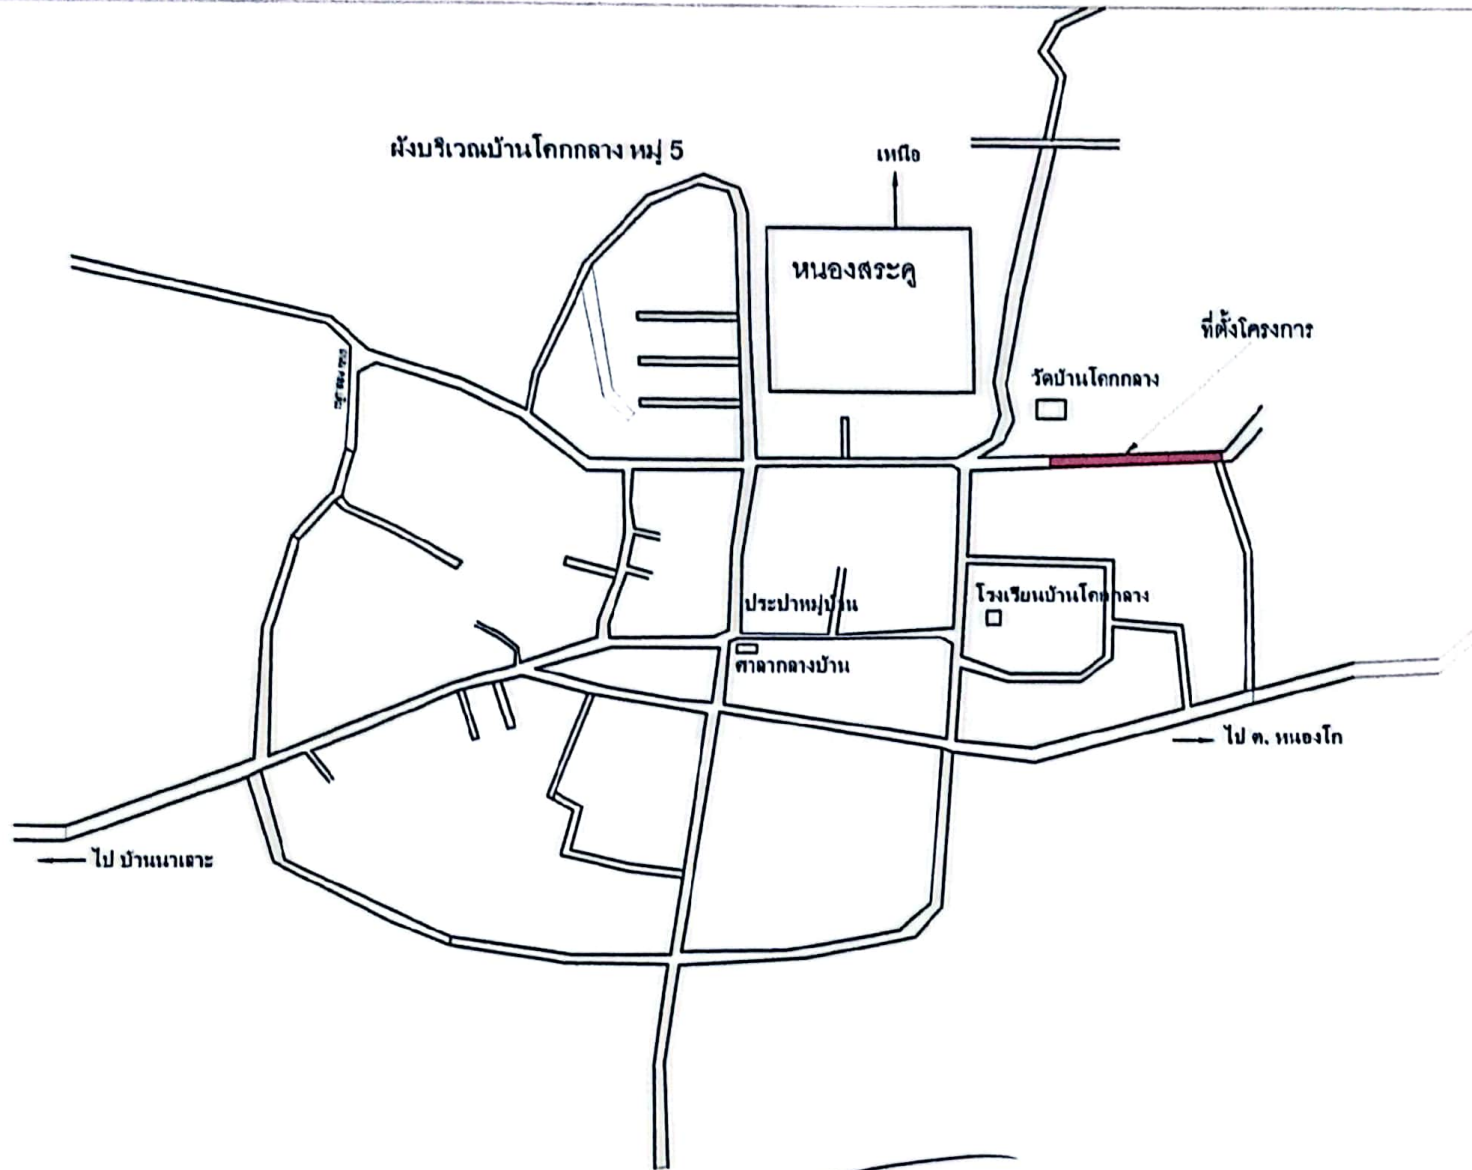 ผังบริเวณบ้านโคกกลาง หมู่ 5
เหนือ
หนองสระคู
ที่ตั้งโครงการ
วัดบ้านโคกกลาง
ประปาหมู่บ้าน
โรงเรียนบ้านโคกกลาง
ศาลากลางบ้าน
ไป ต. หนองโก
ไป บ้านนาเลาะ